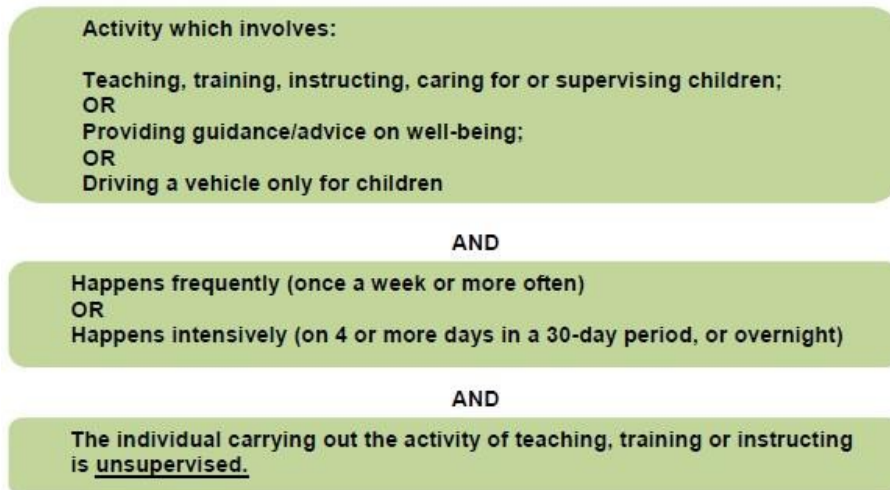 Activity which involves:
Teaching, training, instructing, caring for or supervising children;
OR
Providing guidance/advice on well-being;
OR
Driving a vehicle only for children
AND
Happens frequently (once a week or more often)
OR
Happens intensively (on 4 or more days in a 30-day period, or overnight)
AND
The individual carrying out the activity of teaching, training or instructing
is unsupervised.